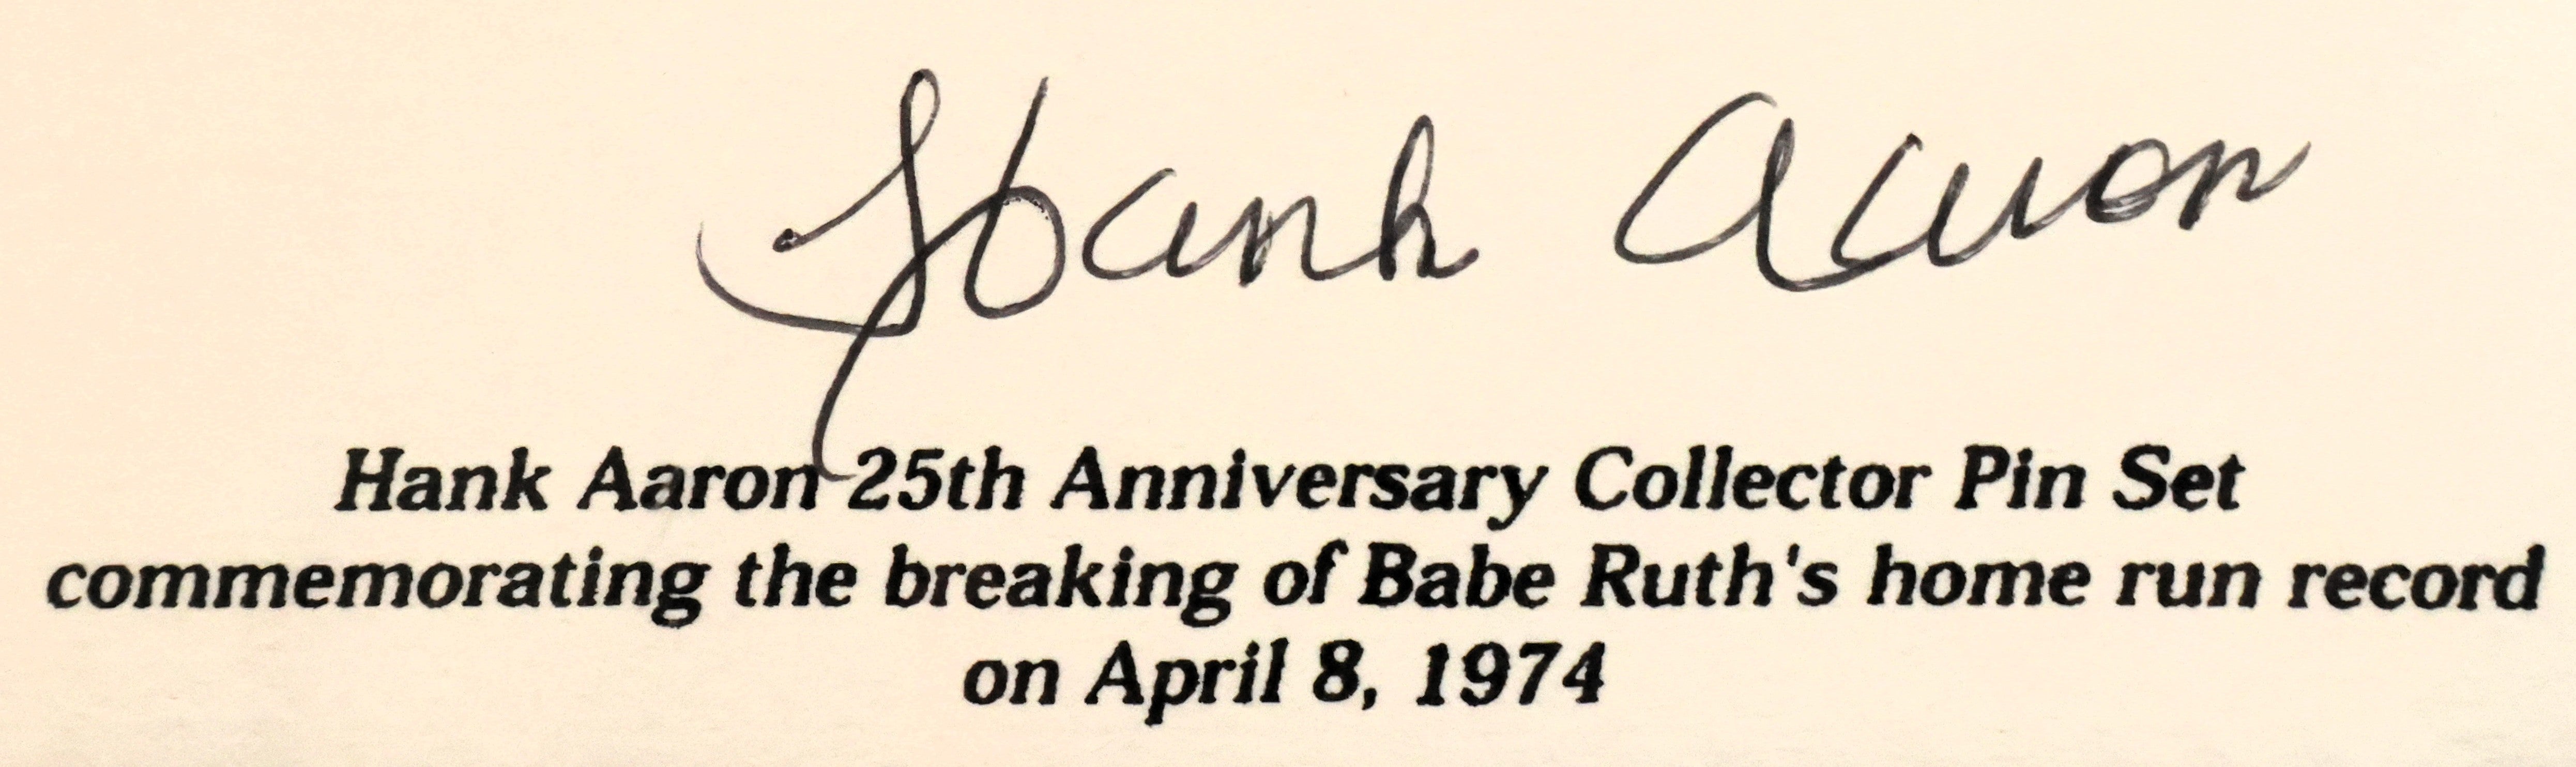 Hank Aaron
Hank Aaron 25th Anniversary Collector Pin Set
commemorating the breaking of Babe Ruth's home run record
on April 8, 1974